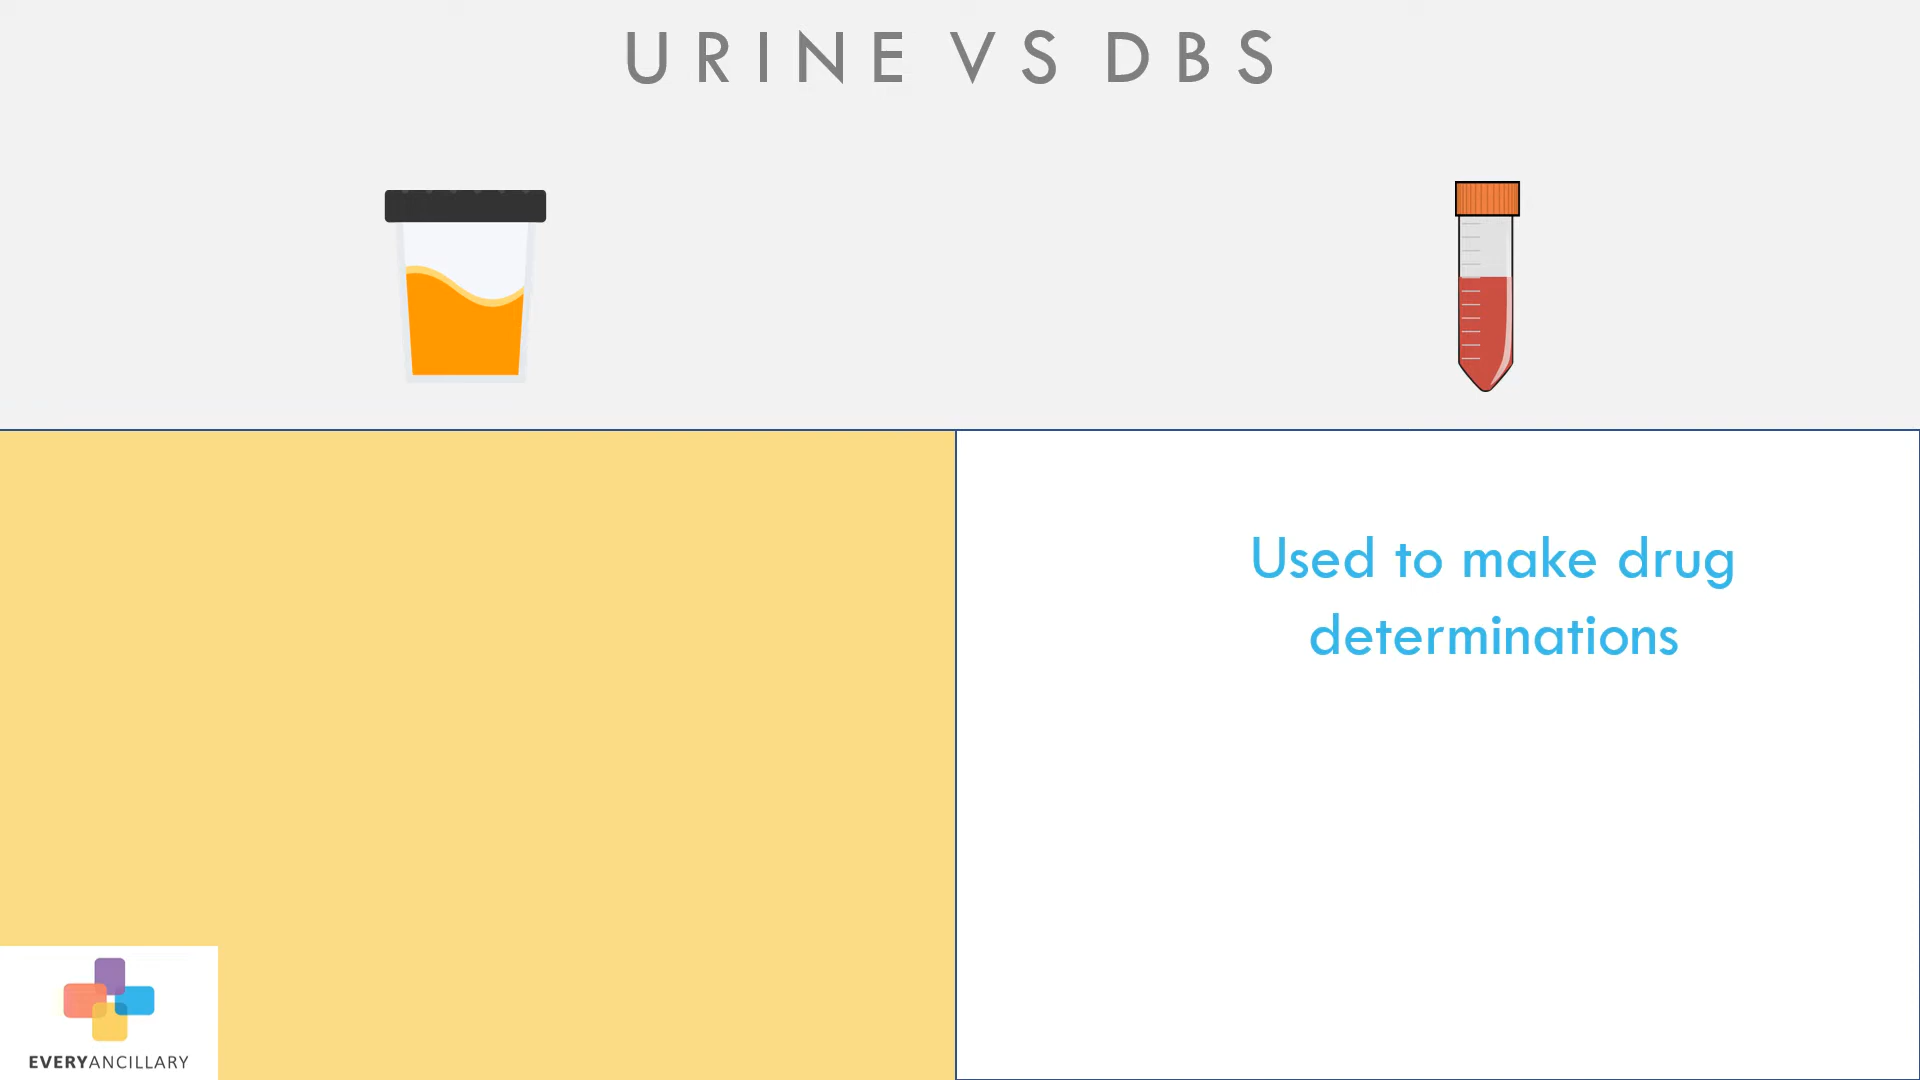 URINE VS DBS
Used to make drug
determinations
EVERYANCILLARY